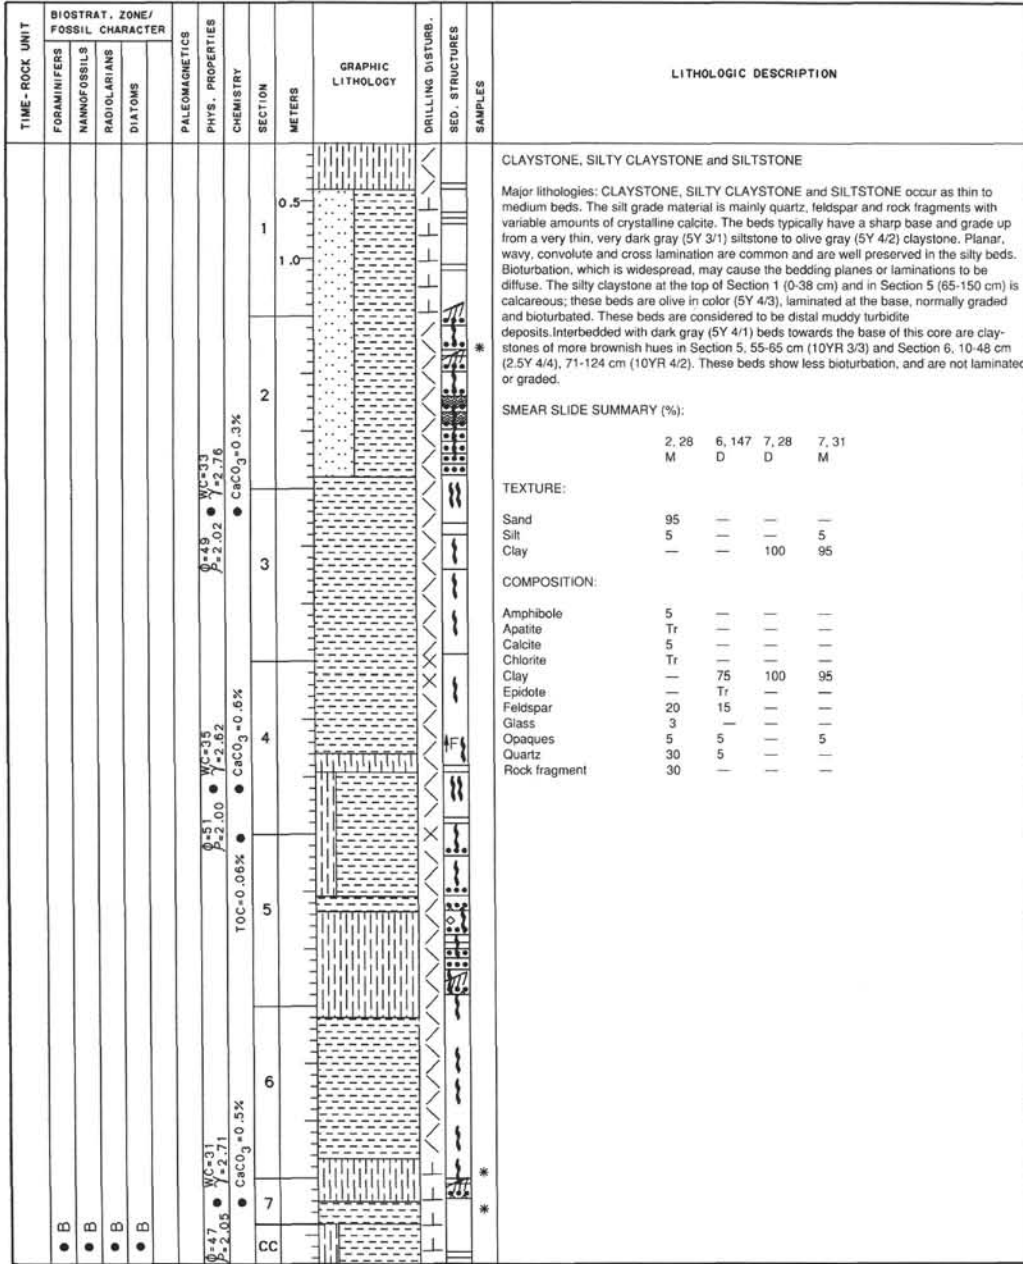 TIME-ROCK UNIT
BIOSTRAT. ZONE/
FOSSIL CHARACTER
FORAMINIFERS
NANNOFOSSILS
RADIOLARIANS
DIATOMS
PALEOMAGNETICS
PHYS. PROPERTIES
CHEMISTRY
SECTION
METERS
GRAPHIC
LITHOLOGY
DRILLING DISTURB.
SED. STRUCTURES
SAMPLES
LITHOLOGIC DESCRIPTION
0.5
1
1.0
2
3
4
5
6
7
CC
*
*
*
F
WC=33
γ=2.76
Φ=49
ρ=2.02
CaCO3=0.3%
WC=35
γ=2.62
Φ=51
ρ=2.00
CaCO3=0.6%
TOC=0.06%
WC=31
γ=2.71
Φ=47
ρ=2.05
CaCO3=0.5%
B
B
B
B
CLAYSTONE, SILTY CLAYSTONE and SILTSTONE
Major lithologies: CLAYSTONE, SILTY CLAYSTONE and SILTSTONE occur as thin to
medium beds. The silt grade material is mainly quartz, feldspar and rock fragments with
variable amounts of crystalline calcite. The beds typically have a sharp base and grade up
from a very thin, very dark gray (5Y 3/1) siltstone to olive gray (5Y 4/2) claystone. Planar,
wavy, convolute and cross lamination are common and are well preserved in the silty beds.
Bioturbation, which is widespread, may cause the bedding planes or laminations to be
diffuse. The silty claystone at the top of Section 1 (0-38 cm) and in Section 5 (65-150 cm) is
calcareous; these beds are olive in color (5Y 4/3), laminated at the base, normally graded
and bioturbated. These beds are considered to be distal muddy turbidite
deposits.Interbedded with dark gray (5Y 4/1) beds towards the base of this core are clay-
stones of more brownish hues in Section 5, 55-65 cm (10YR 3/3) and Section 6, 10-48 cm
(2.5Y 4/4), 71-124 cm (10YR 4/2). These beds show less bioturbation, and are not laminated
or graded.
SMEAR SLIDE SUMMARY (%):
2, 28 6, 147 7, 28 7, 31
M D D M
TEXTURE:
Sand 95 — — —
Silt 5 — — 5
Clay — — 100 95
COMPOSITION:
Amphibole 5 — — —
Apatite Tr — — —
Calcite 5 — — —
Chlorite Tr — — —
Clay — 75 100 95
Epidote — Tr — —
Feldspar 20 15 — —
Glass 3 — — —
Opaques 5 5 — 5
Quartz 30 5 — —
Rock fragment 30 — — —